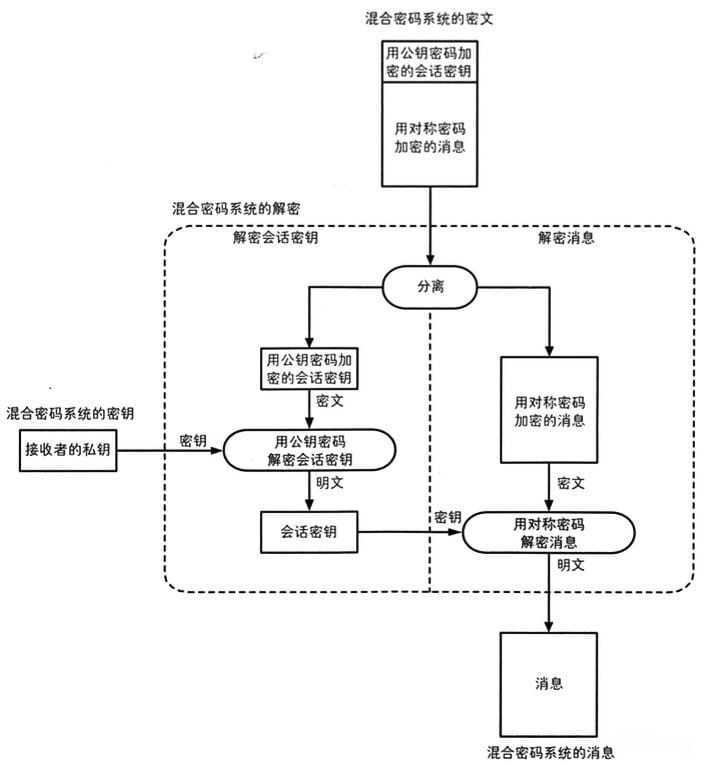 混合密码系统的密文
用公钥密码加
密的会话密钥
用对称密码
加密的消息
混合密码系统的解密
解密会话密钥
解密消息
分离
用公钥密码加
密的会话密钥
密文
用对称密码
加密的消息
混合密码系统的密钥
接收者的私钥
密钥
用公钥密码
解密会话密钥
明文
密文
会话密钥
密钥
用对称密码
解密消息
明文
消息
混合密码系统的消息